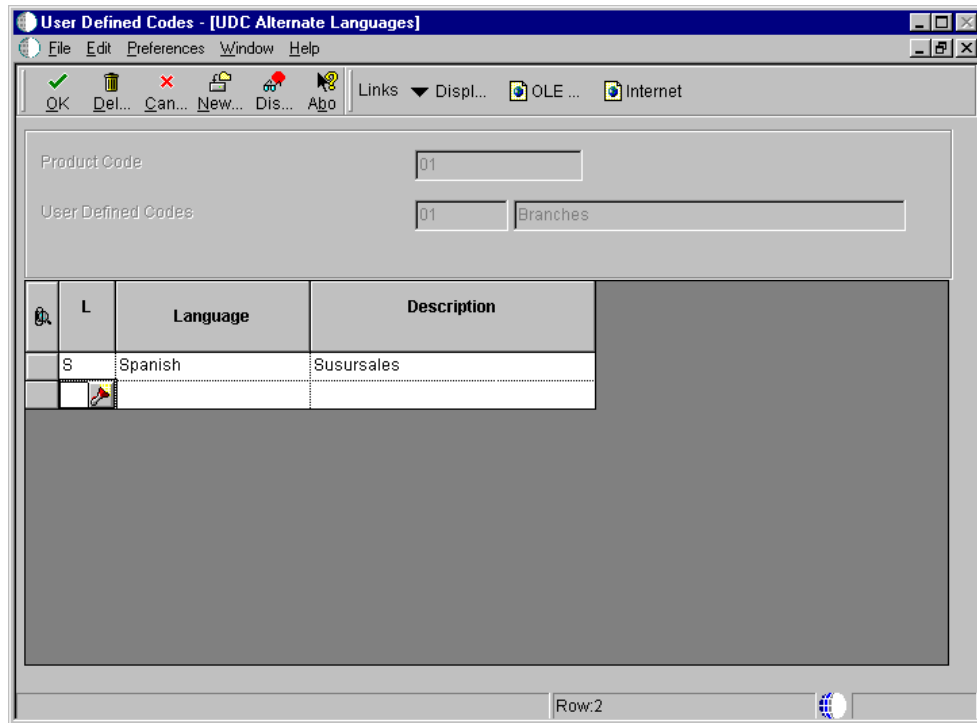 User Defined Codes - [UDC Alternate Languages]
File Edit Preferences Window Help
OK Del... Can... New... Dis... Abo Links Displ... OLE ... Internet
Product Code 01
User Defined Codes 01 Branches
L Language Description
S Spanish Susursales
Row:2